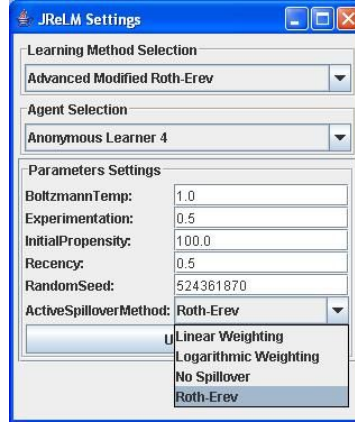 JReLM Settings
Learning Method Selection
Advanced Modified Roth-Erev
Agent Selection
Anonymous Learner 4
Parameters Settings
BoltzmannTemp: 1.0
Experimentation: 0.5
InitialPropensity: 100.0
Recency: 0.5
RandomSeed: 524361870
ActiveSpilloverMethod: Roth-Erev
Linear Weighting
Logarithmic Weighting
No Spillover
Roth-Erev